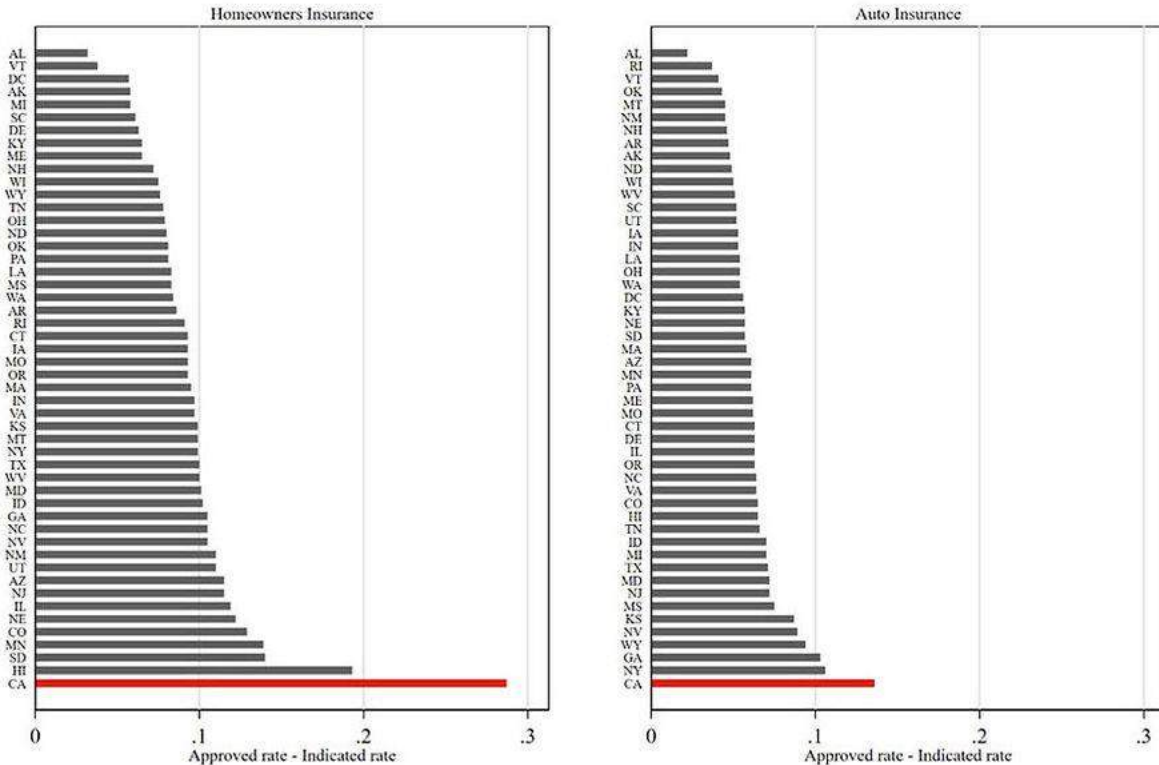 Homeowners Insurance
AL
VT
DC
AK
MI
SC
DE
KY
ME
NH
WI
WY
TN
OH
ND
OK
PA
LA
MS
WA
AR
RI
CT
IA
MO
OR
MA
IN
VA
KS
MT
NY
TX
WV
MD
ID
GA
NC
NV
NM
UT
AZ
NJ
IL
NE
CO
MN
SD
HI
CA
0 .1 .2 .3
Approved rate - Indicated rate
Auto Insurance
AL
RI
VT
OK
MT
NM
NH
AR
AK
ND
WI
WV
SC
UT
IA
IN
LA
OH
WA
DC
KY
NE
SD
MA
AZ
MN
PA
ME
MO
CT
DE
IL
OR
NC
VA
CO
HI
TN
ID
MI
TX
MD
NJ
MS
KS
NV
WY
GA
NY
CA
0 .1 .2 .3
Approved rate - Indicated rate